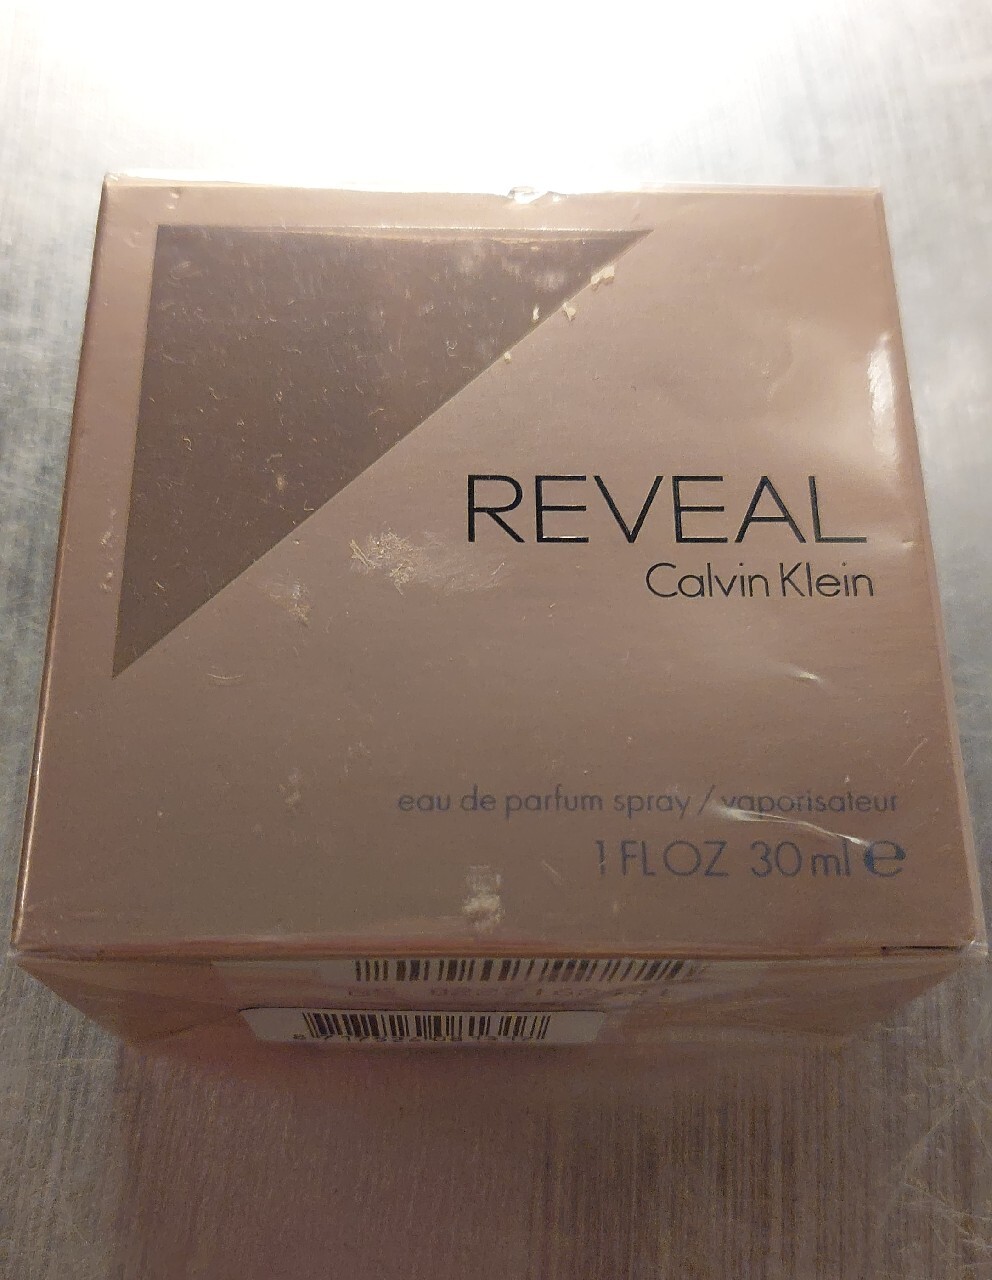 REVEAL
Calvin Klein
eau de parfum spray / vaporisateur
1 FL OZ 30 ml e